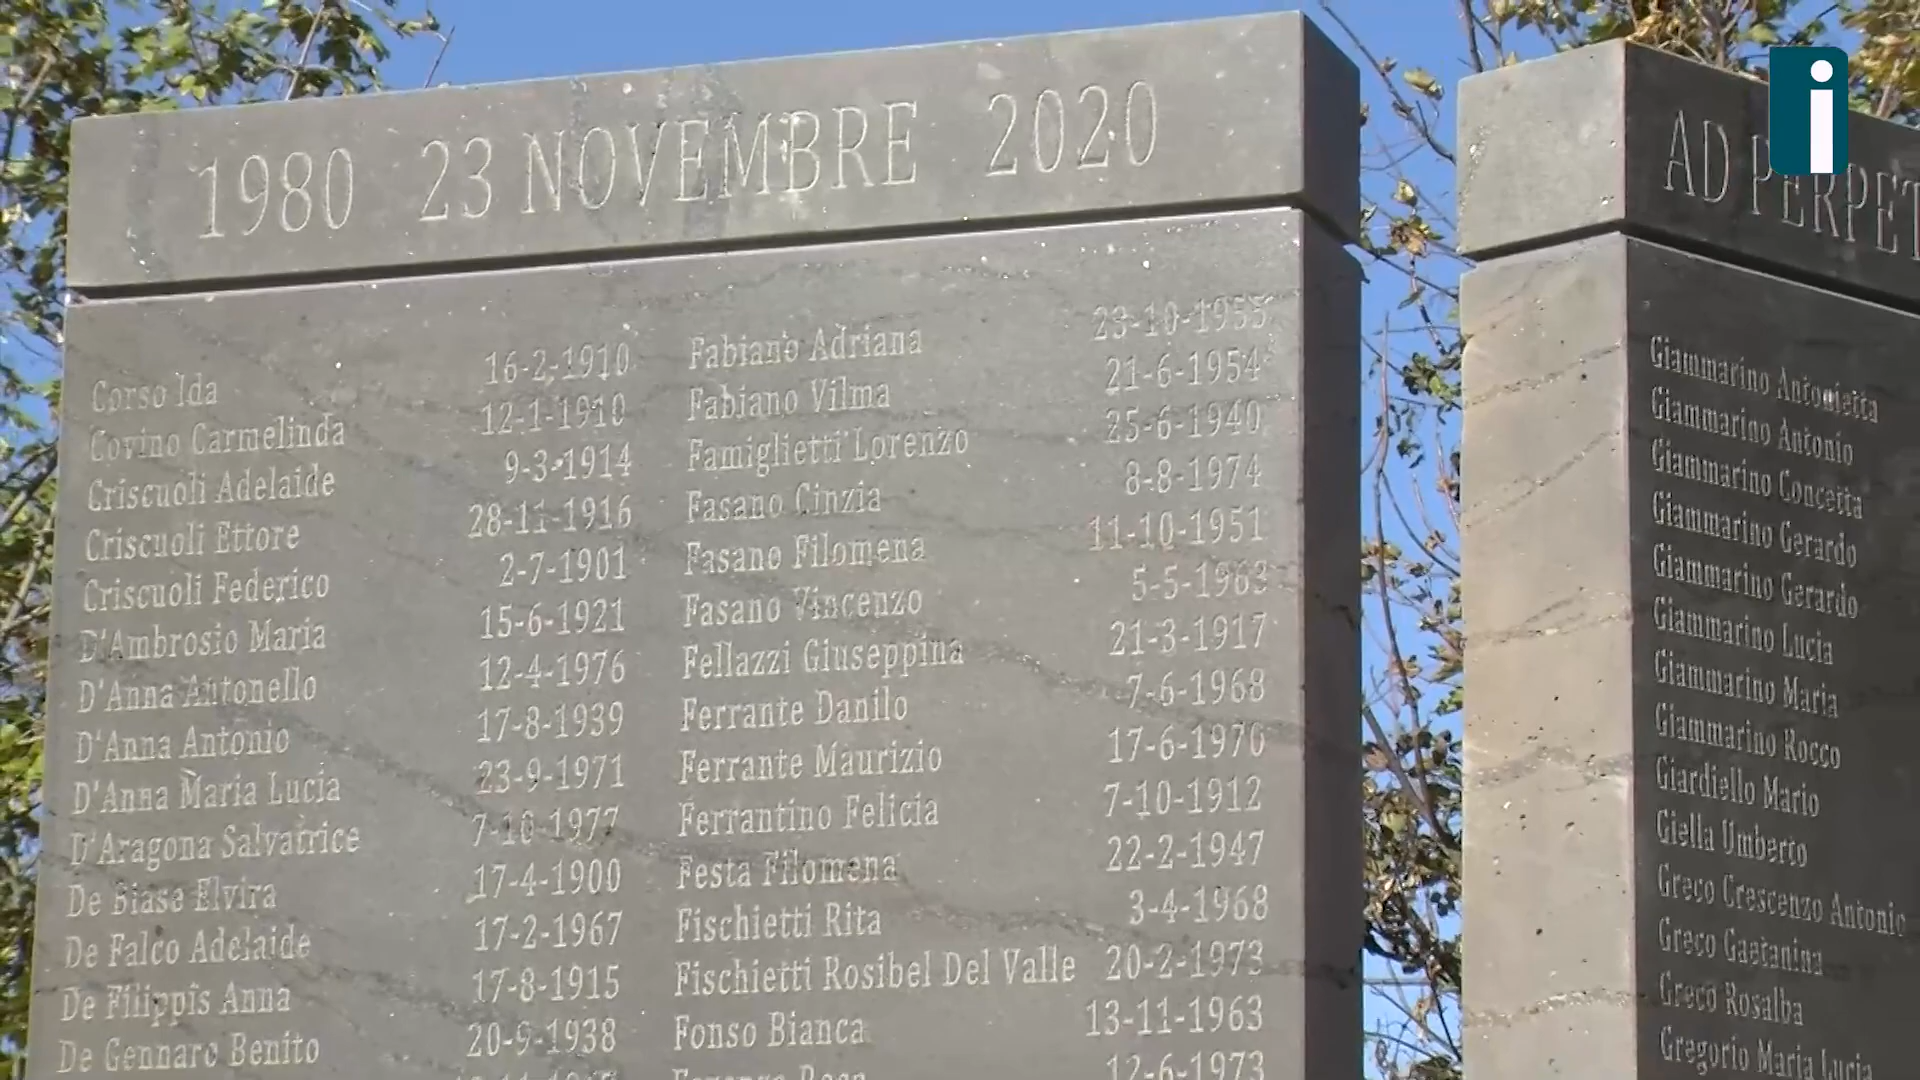 1980 23 NOVEMBRE 2020
Corso Ida 16-2-1910
Covino Carmelinda 12-1-1910
Criscuoli Adelaide 9-3-1914
Criscuoli Ettore 28-11-1916
Criscuoli Federico 2-7-1901
D'Ambrosio Maria 15-6-1921
D'Anna Antonello 12-4-1976
D'Anna Antonio 17-8-1939
D'Anna Maria Lucia 23-9-1971
D'Aragona Salvatrice 7-10-1977
De Biase Elvira 17-4-1900
De Falco Adelaide 17-2-1967
De Filippis Anna 17-8-1915
De Gennaro Benito 20-9-1938
Fabiano Adriana 23-10-1955
Fabiano Vilma 21-6-1954
Famiglietti Lorenzo 25-6-1940
Fasano Cinzia 8-8-1974
Fasano Filomena 11-10-1951
Fasano Vincenzo 5-5-1963
Fellazzi Giuseppina 21-3-1917
Ferrante Danilo 7-6-1968
Ferrante Maurizio 17-6-1970
Ferrantino Felicia 7-10-1912
Festa Filomena 22-2-1947
Fischietti Rita 3-4-1968
Fischietti Rosibel Del Valle 20-2-1973
Fonso Bianca 13-11-1963
12-6-1973
AD PERPET
Giammarino Antonietta
Giammarino Antonio
Giammarino Concetta
Giammarino Gerardo
Giammarino Gerardo
Giammarino Lucia
Giammarino Maria
Giammarino Rocco
Giardiello Mario
Giella Umberto
Greco Crescenzo Antonio
Greco Gaetanina
Greco Rosalba
Gregorio Maria Lucia
i